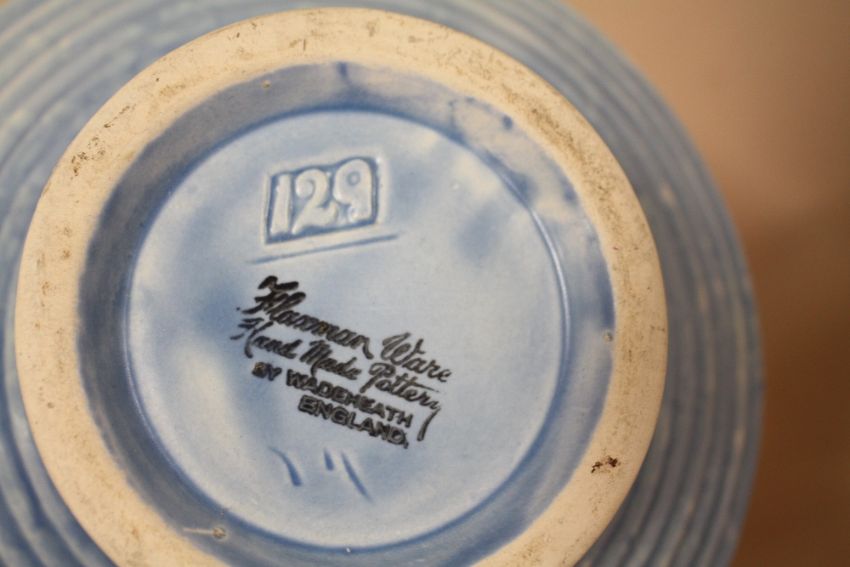 129
Flaxman Ware
Hand Made Pottery
BY WADEHEATH
ENGLAND.